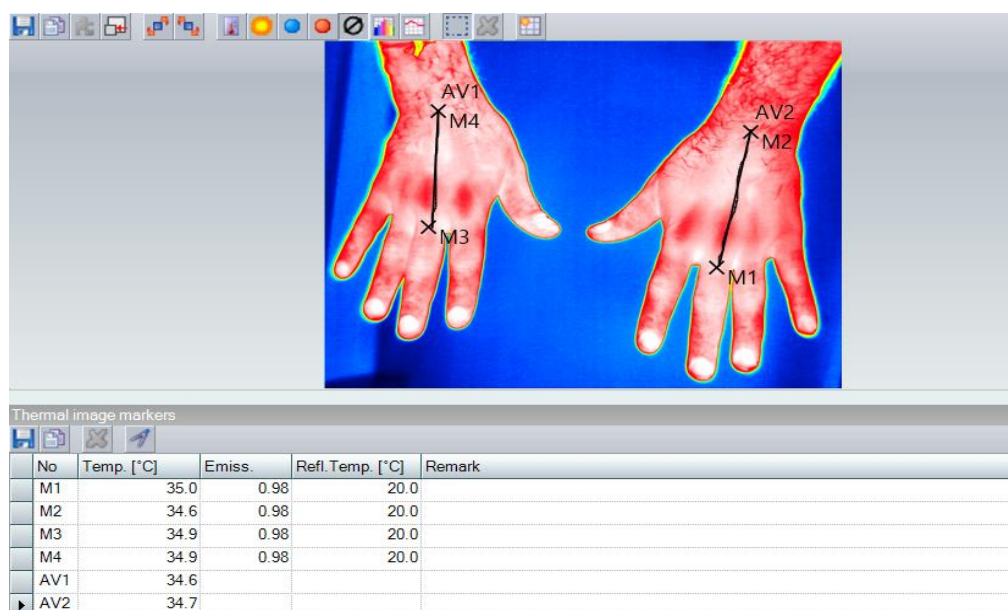 AV1
M4
M3
AV2
M2
M1
Thermal image markers
No Temp. [°C] Emiss. Refl.Temp. [°C] Remark
M1 35.0 0.98 20.0
M2 34.6 0.98 20.0
M3 34.9 0.98 20.0
M4 34.9 0.98 20.0
AV1 34.6
AV2 34.7